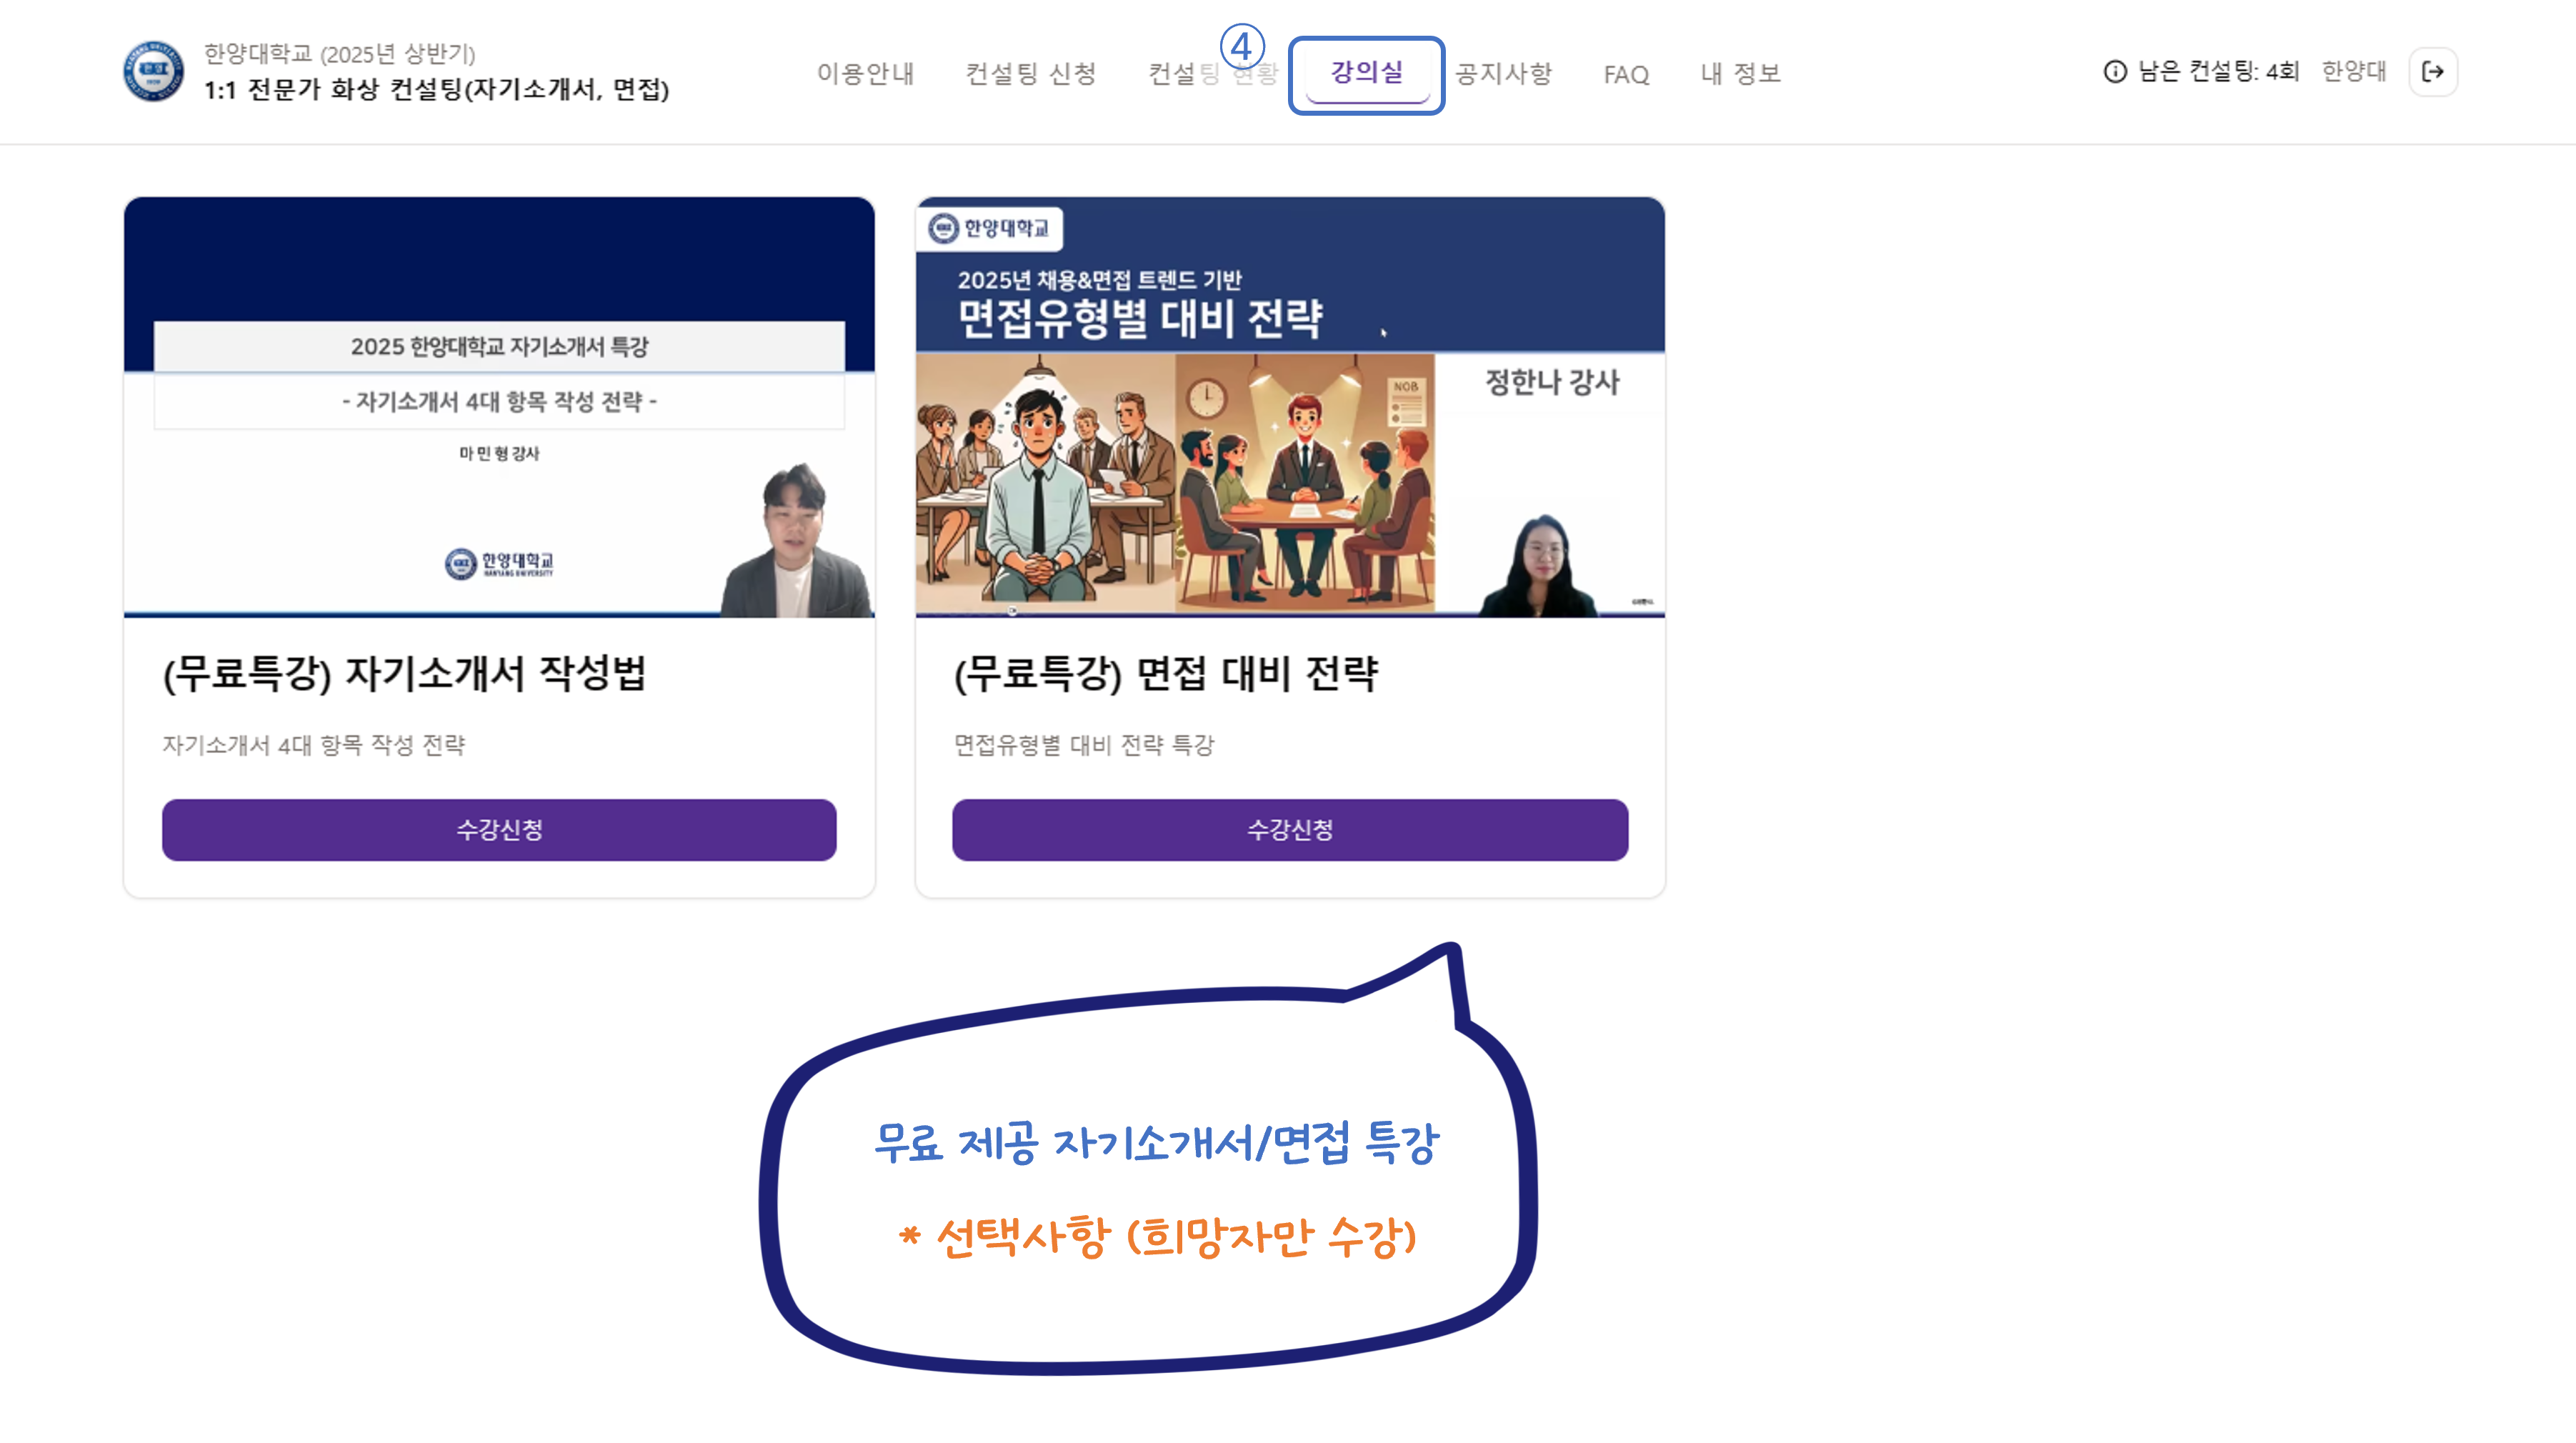 한양대학교 (2025년 상반기)
1:1 전문가 화상 컨설팅(자기소개서, 면접)
이용안내
컨설팅 신청
컨설팅 현황
④
강의실
공지사항
FAQ
내 정보
남은 컨설팅: 4회
한양대
2025 한양대학교 자기소개서 특강
- 자기소개서 4대 항목 작성 전략 -
마 민 형 강사
한양대학교
HANYANG UNIVERSITY
(무료특강) 자기소개서 작성법
자기소개서 4대 항목 작성 전략
수강신청
한양대학교
2025년 채용&면접 트렌드 기반
면접유형별 대비 전략
정한나 강사
NOB
(무료특강) 면접 대비 전략
면접유형별 대비 전략 특강
수강신청
무료 제공 자기소개서/면접 특강
* 선택사항 (희망자만 수강)